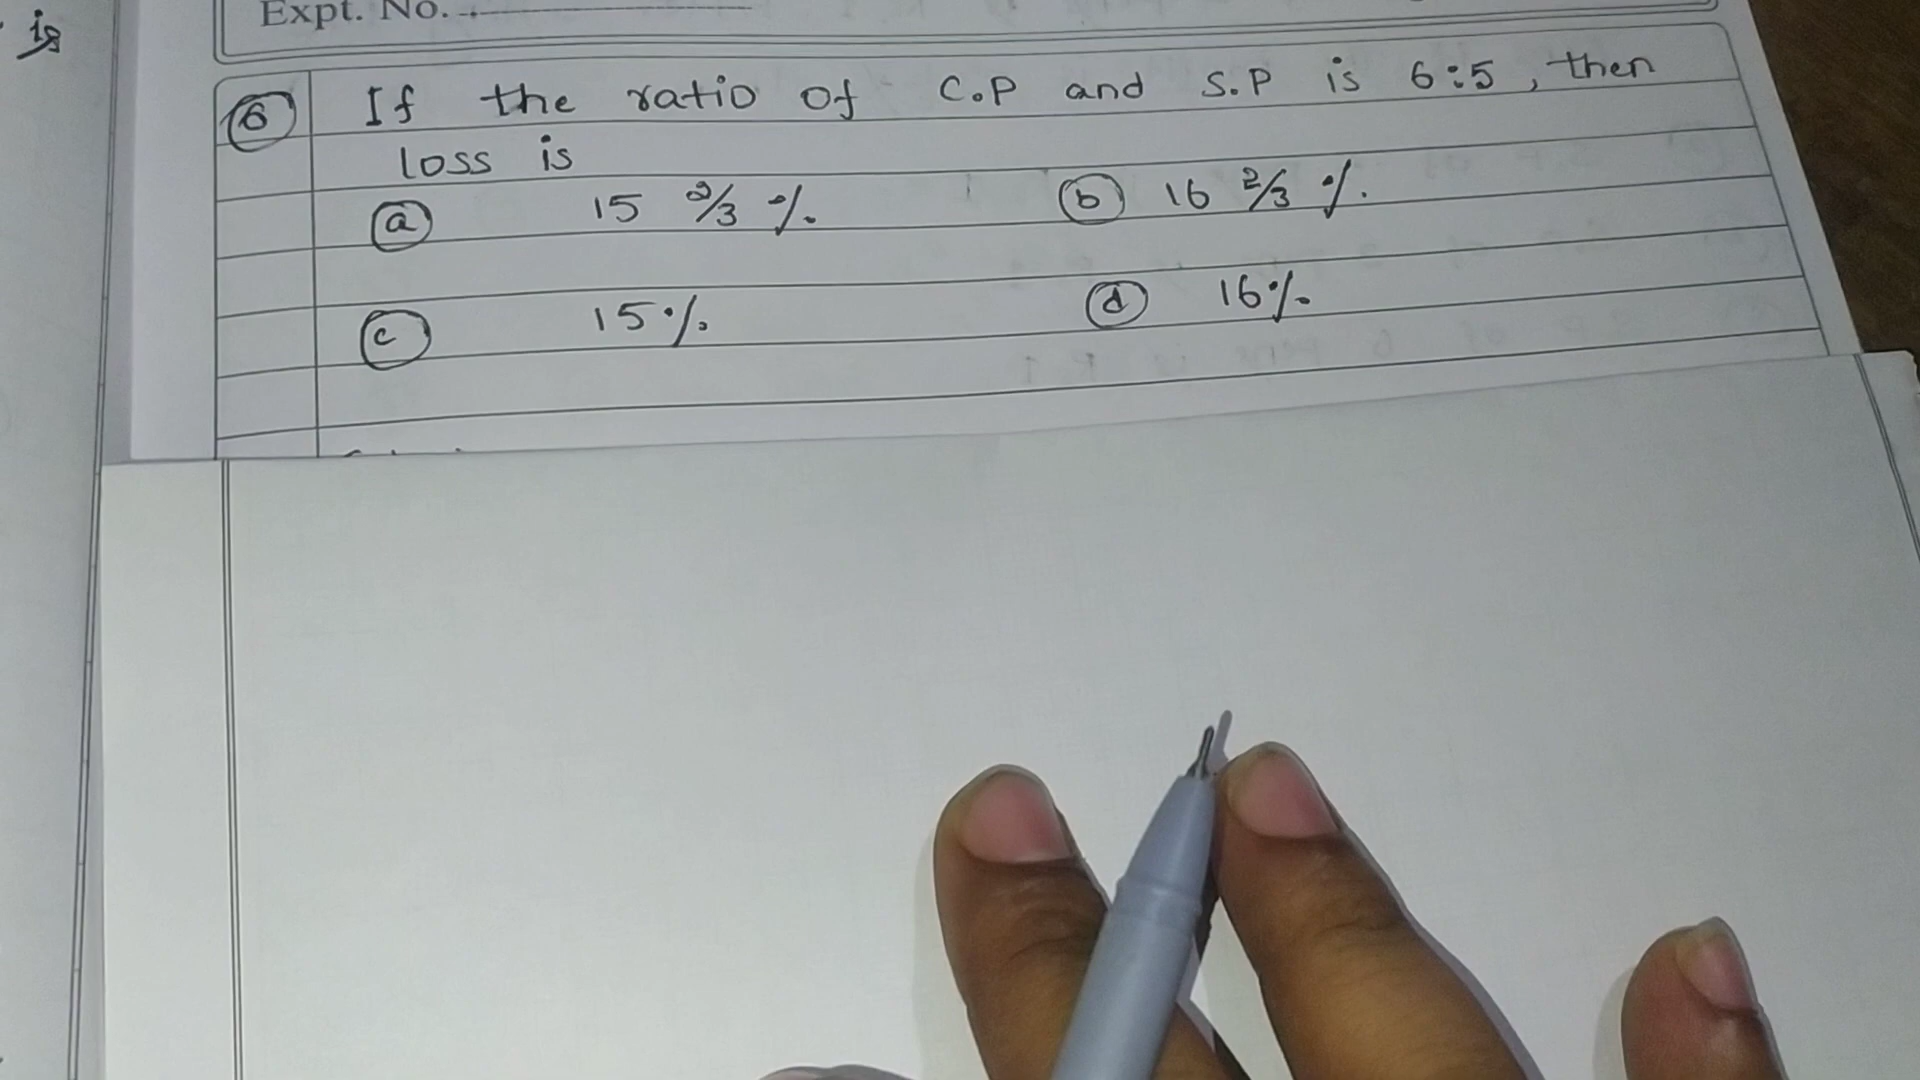 is
Expt. No.
6 If the ratio of C.P and S.P is 6:5, then
loss is
a 15 2/3 % b 16 2/3 %.
c 15% d 16%